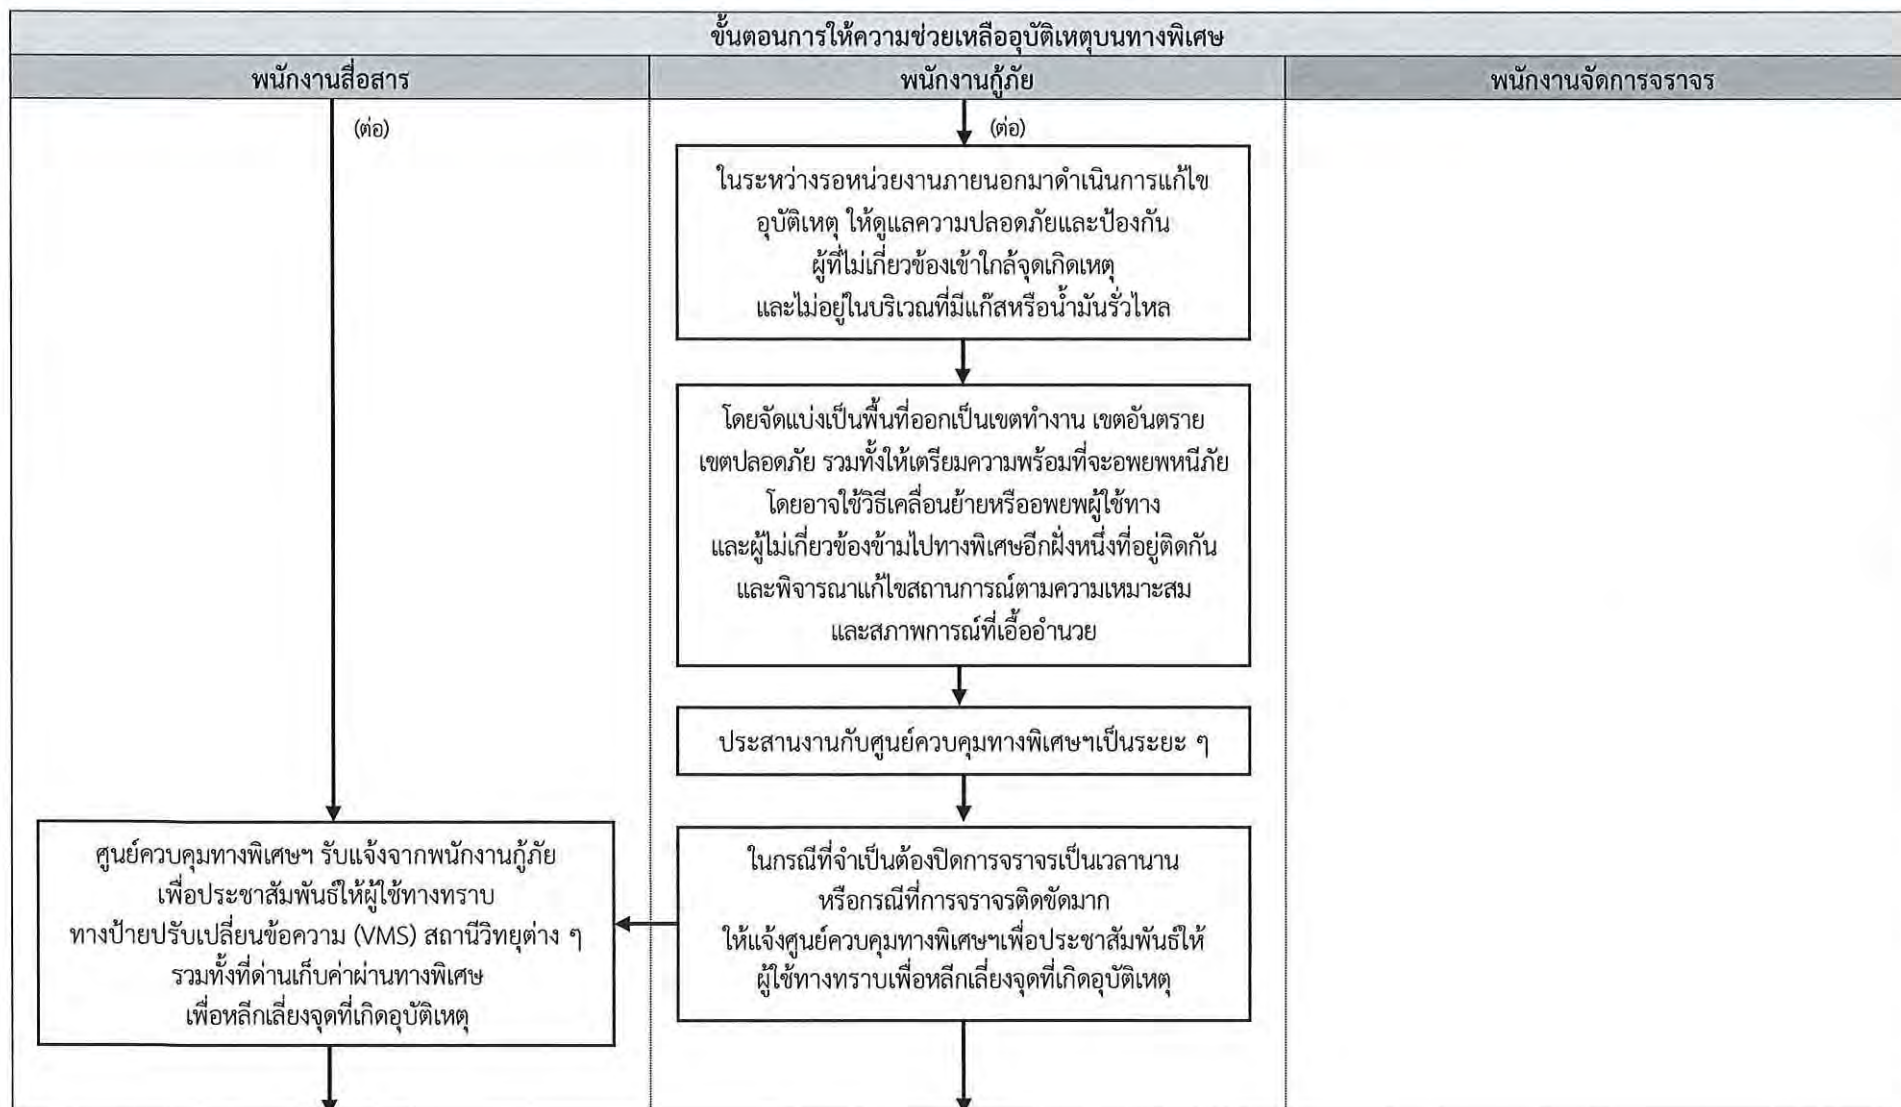 ขั้นตอนการให้ความช่วยเหลืออุบัติเหตุบนทางพิเศษ
พนักงานสื่อสาร
พนักงานกู้ภัย
พนักงานจัดการจราจร
(ต่อ)
(ต่อ)
ในระหว่างรอหน่วยงานภายนอกมาดำเนินการแก้ไข
อุบัติเหตุ ให้ดูแลความปลอดภัยและป้องกัน
ผู้ที่ไม่เกี่ยวข้องเข้าใกล้จุดเกิดเหตุ
และไม่อยู่ในบริเวณที่มีแก๊สหรือน้ำมันรั่วไหล
โดยจัดแบ่งเป็นพื้นที่ออกเป็นเขตทำงาน เขตอันตราย
เขตปลอดภัย รวมทั้งให้เตรียมความพร้อมที่จะอพยพหนีภัย
โดยอาจใช้วิธีเคลื่อนย้ายหรืออพยพผู้ใช้ทาง
และผู้ไม่เกี่ยวข้องข้ามไปทางพิเศษอีกฝั่งหนึ่งที่อยู่ติดกัน
และพิจารณาแก้ไขสถานการณ์ตามความเหมาะสม
และสภาพการณ์ที่เอื้ออำนวย
ประสานงานกับศูนย์ควบคุมทางพิเศษฯเป็นระยะ ๆ
ศูนย์ควบคุมทางพิเศษฯ รับแจ้งจากพนักงานกู้ภัย
เพื่อประชาสัมพันธ์ให้ผู้ใช้ทางทราบ
ทางป้ายปรับเปลี่ยนข้อความ (VMS) สถานีวิทยุต่าง ๆ
รวมทั้งที่ด่านเก็บค่าผ่านทางพิเศษ
เพื่อหลีกเลี่ยงจุดที่เกิดอุบัติเหตุ
ในกรณีที่จำเป็นต้องปิดการจราจรเป็นเวลานาน
หรือกรณีที่การจราจรติดขัดมาก
ให้แจ้งศูนย์ควบคุมทางพิเศษฯเพื่อประชาสัมพันธ์ให้
ผู้ใช้ทางทราบเพื่อหลีกเลี่ยงจุดที่เกิดอุบัติเหตุ